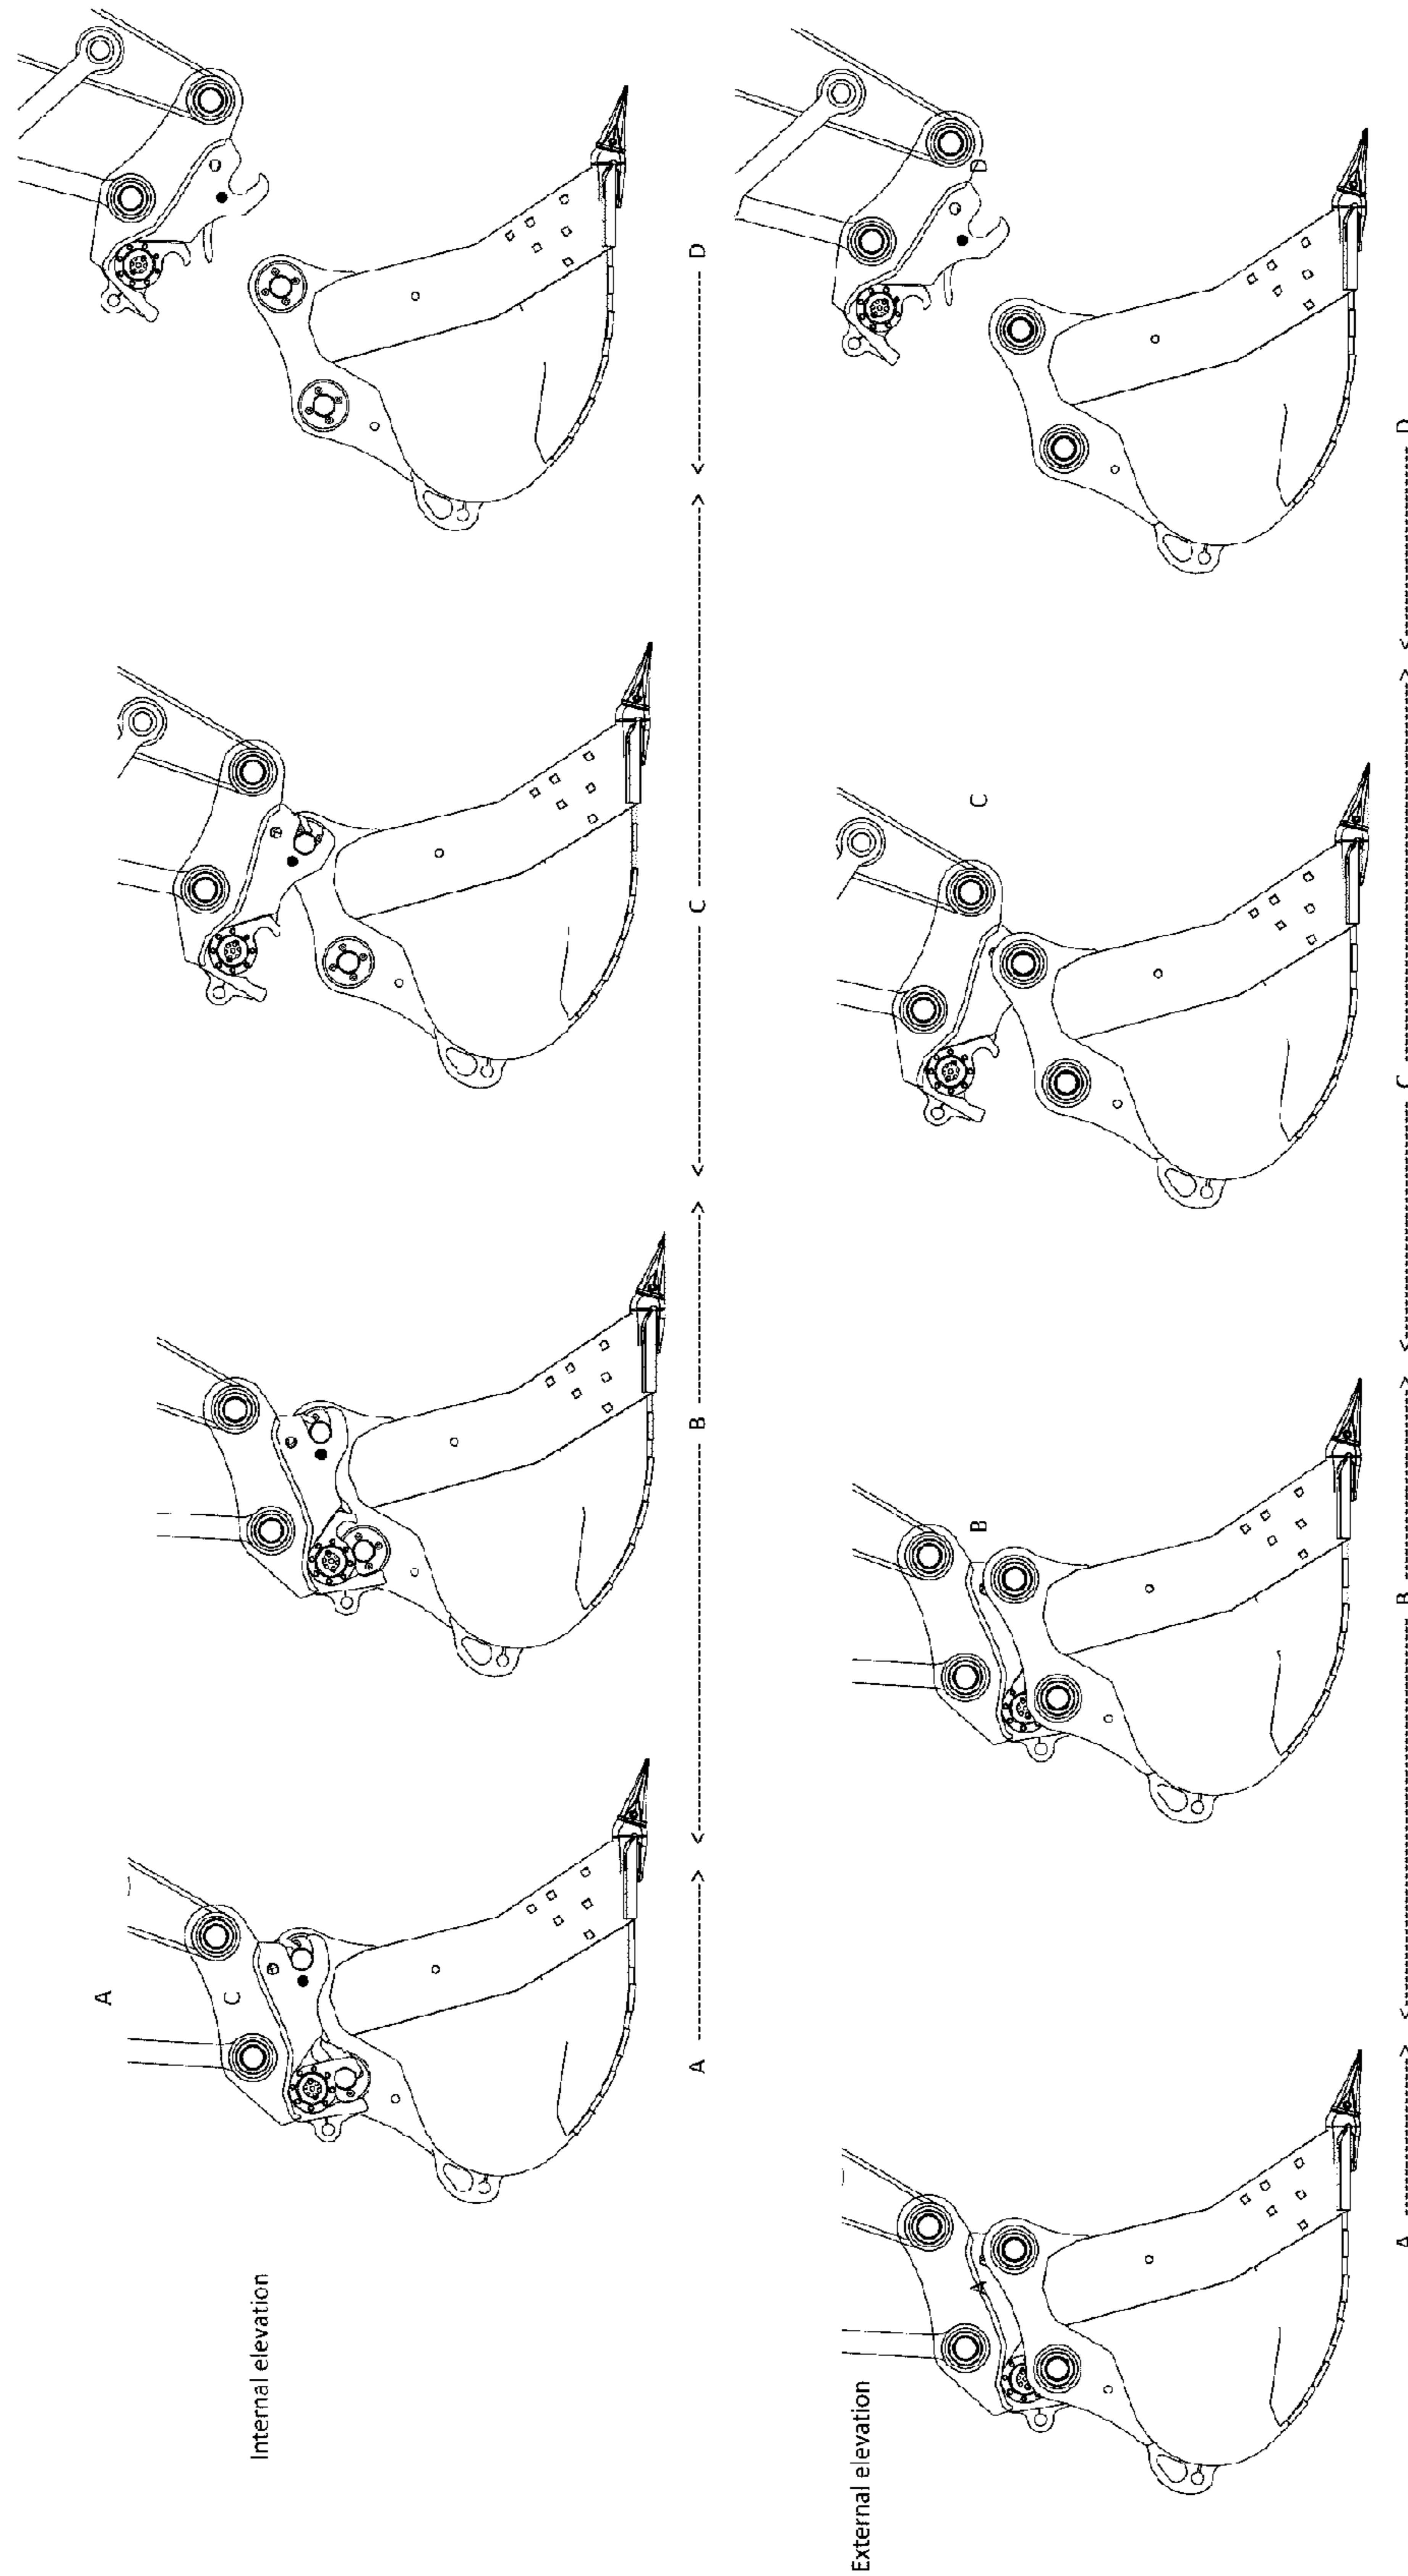 A
C
Internal elevation
A ----------> <---------- B ----------> <---------- C ----------> <---------- D
External elevation
A B C D
A ----------> <---------- B ----------> <---------- C ----------> <---------- D